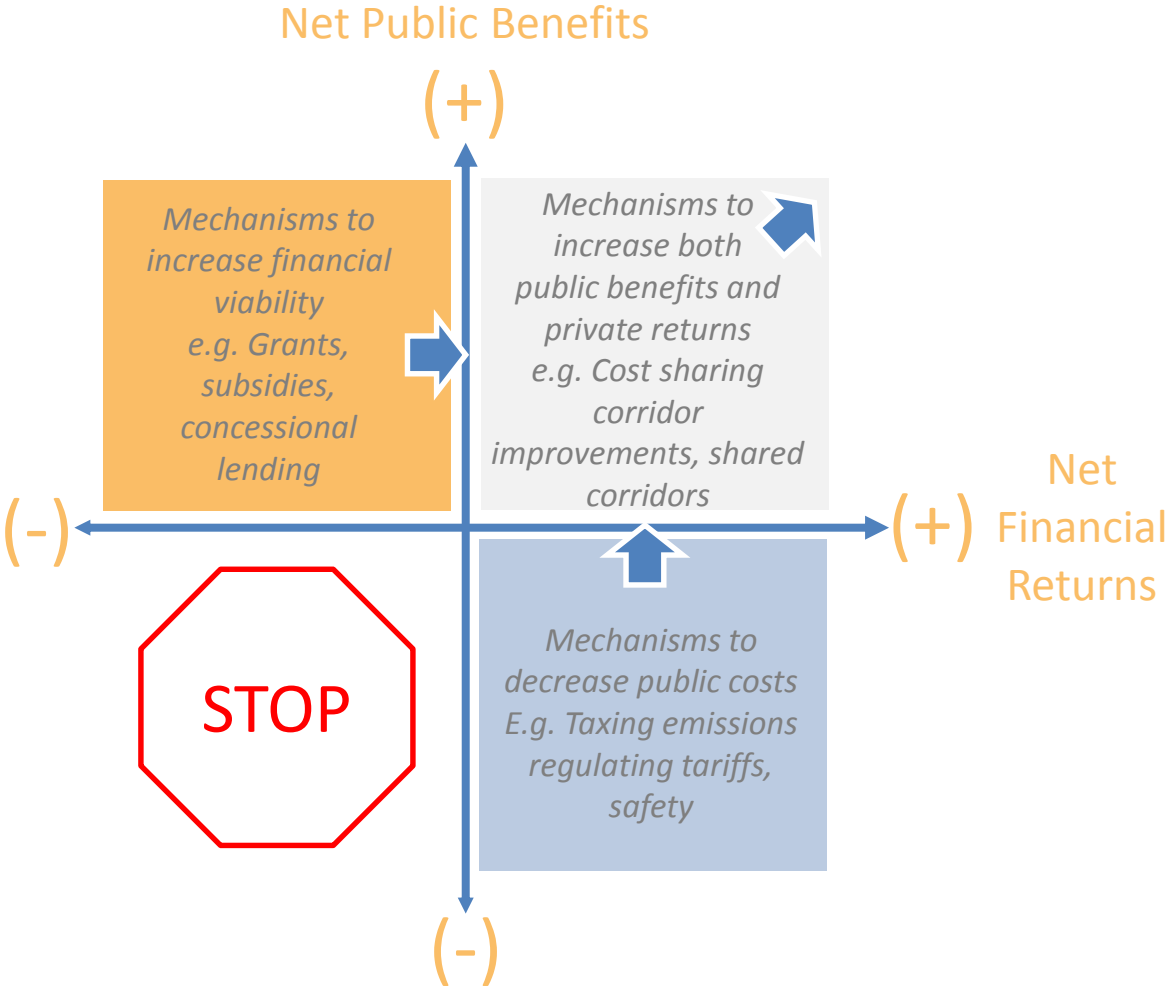 Net Public Benefits
(+)
Mechanisms to
increase financial
viability
e.g. Grants,
subsidies,
concessional
lending
Mechanisms to
increase both
public benefits and
private returns
e.g. Cost sharing
corridor
improvements, shared
corridors
(-)
(+)
Net
Financial
Returns
STOP
Mechanisms to
decrease public costs
E.g. Taxing emissions
regulating tariffs,
safety
(-)